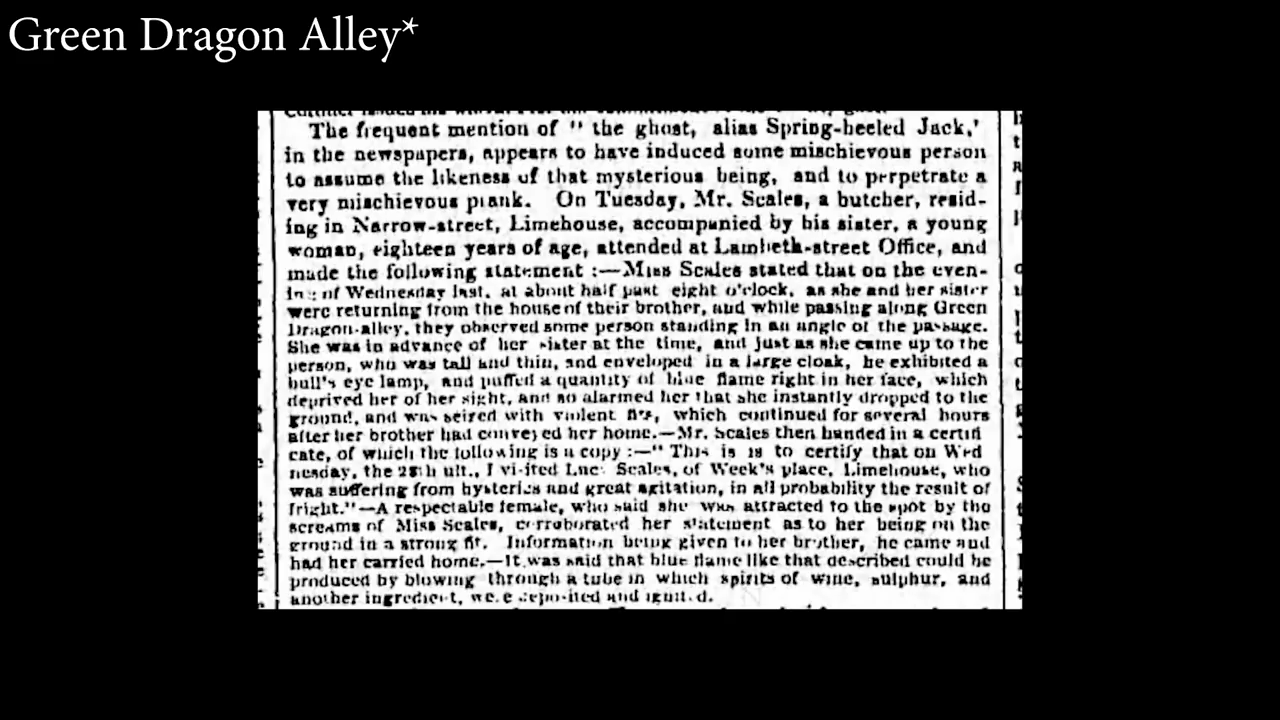 Green Dragon Alley*
The frequent mention of " the ghost, alias Spring-heeled Jack,'
in the newspapers, appears to have induced some mischievous person
to assume the likeness of that mysterious being, and to perpetrate a
very mischievous prank. On Tuesday, Mr. Scales, a butcher, resid-
ing in Narrow-street, Limehouse, accompanied by his sister, a young
woman, eighteen years of age, attended at Lambeth-street Office, and
made the following statement :—Miss Scales stated that on the even-
ing of Wednesday last, at about half past eight o'clock, as she and her sister
were returning from the house of their brother, and while passing along Green
Dragon-alley, they observed some person standing in an angle of the passage.
She was in advance of her sister at the time, and just as she came up to the
person, who was tall and thin, and enveloped in a large cloak, he exhibited a
bull's eye lamp, and puffed a quantity of blue flame right in her face, which
deprived her of her sight, and so alarmed her that she instantly dropped to the
ground, and was seized with violent fits, which continued for several hours
after her brother had conveyed her home.—Mr. Scales then handed in a certifi
cate, of which the following is a copy :—" This is to certify that on Wed
nesday, the 28th ult., I visited Scales, of Week's place, Limehouse, who
was suffering from hysterics and great agitation, in all probability the result of
fright."—A respectable female, who said she was attracted to the spot by the
screams of Miss Scales, corroborated her statement as to her being on the
ground in a strong fit. Information being given to her brother, he came and
had her carried home.—It was said that blue flame like that described could be
produced by blowing through a tube in which spirits of wine, sulphur, and
another ingredient, were deposited and ignited.